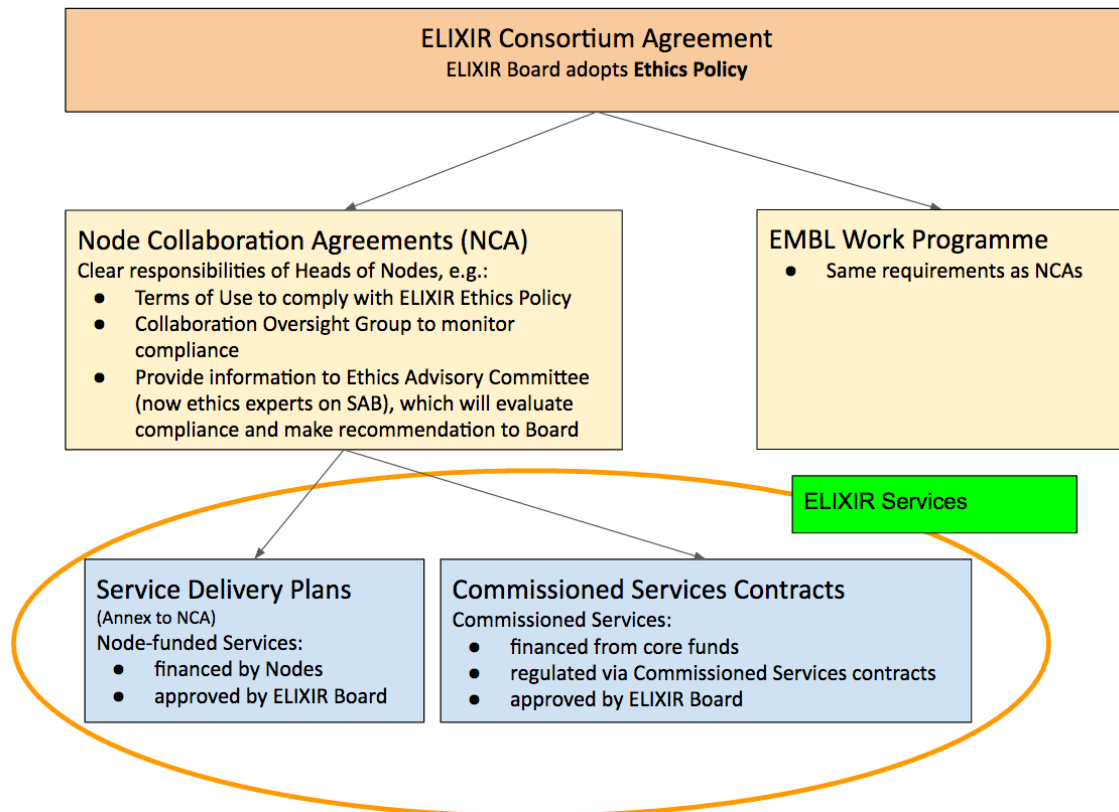 ELIXIR Consortium Agreement
ELIXIR Board adopts Ethics Policy
Node Collaboration Agreements (NCA)
Clear responsibilities of Heads of Nodes, e.g.:
● Terms of Use to comply with ELIXIR Ethics Policy
● Collaboration Oversight Group to monitor
compliance
● Provide information to Ethics Advisory Committee
(now ethics experts on SAB), which will evaluate
compliance and make recommendation to Board
EMBL Work Programme
● Same requirements as NCAs
ELIXIR Services
Service Delivery Plans
(Annex to NCA)
Node-funded Services:
● financed by Nodes
● approved by ELIXIR Board
Commissioned Services Contracts
Commissioned Services:
● financed from core funds
● regulated via Commissioned Services contracts
● approved by ELIXIR Board